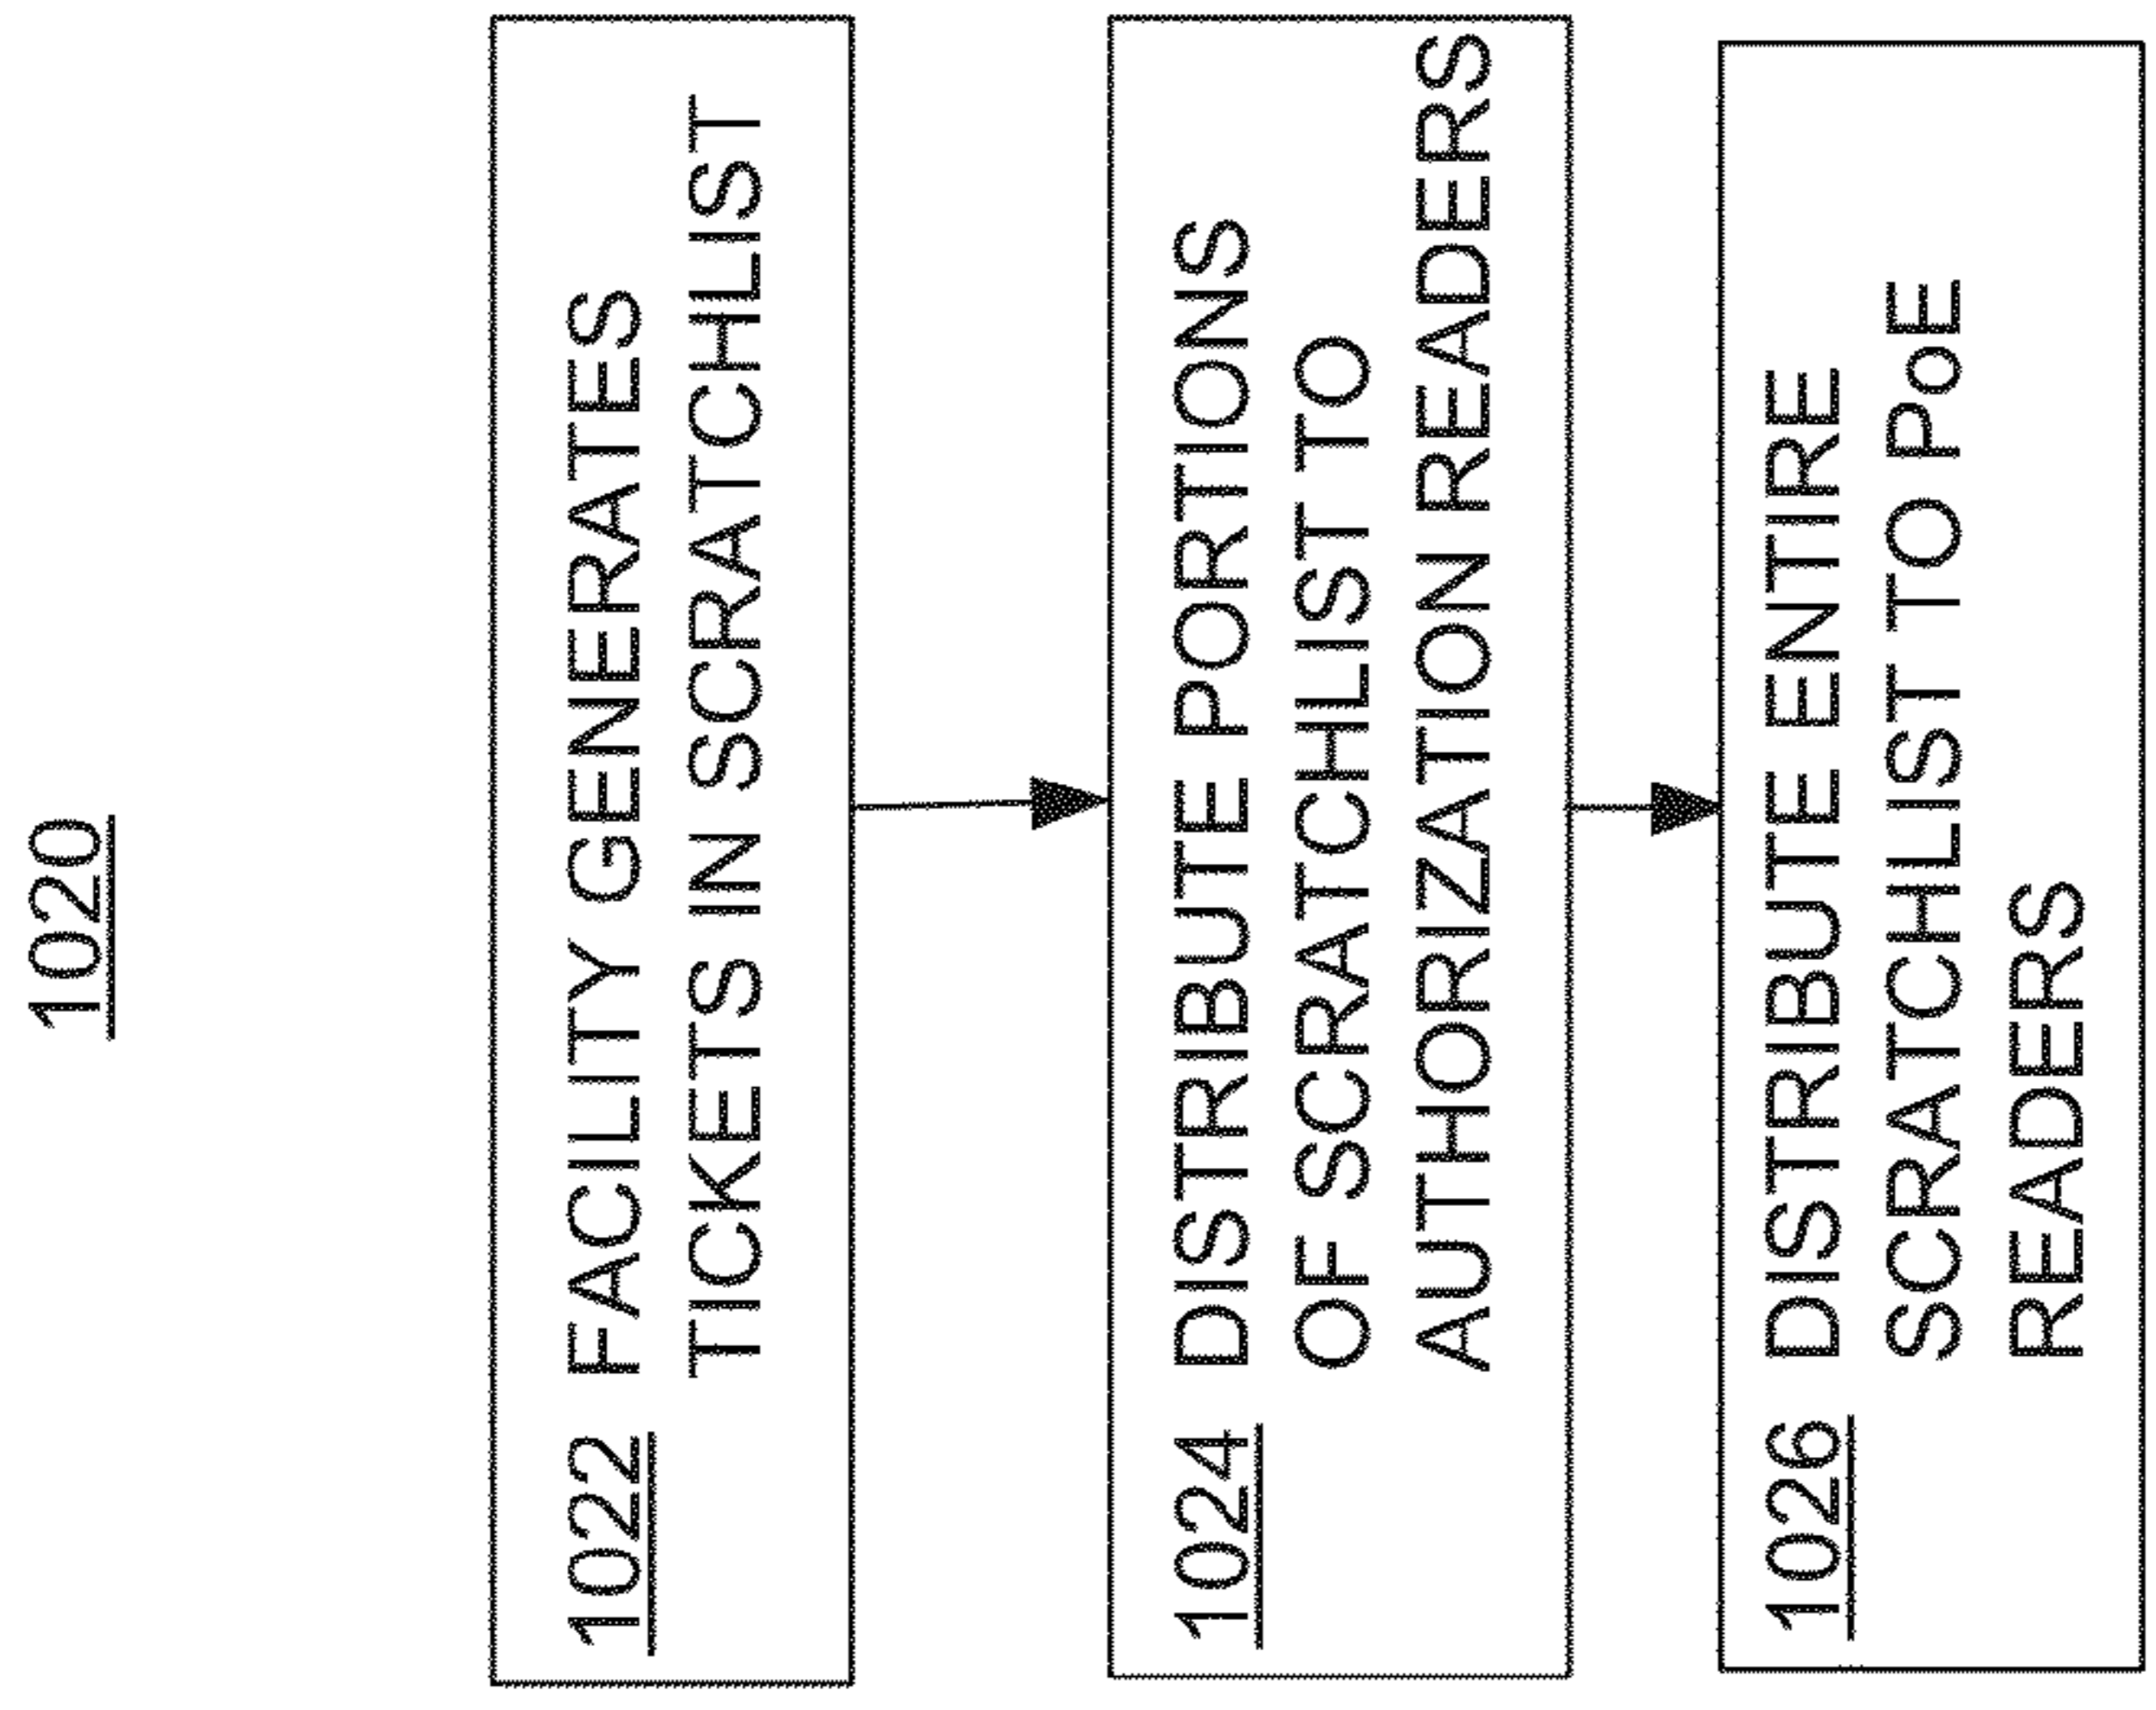 1020
1022 FACILITY GENERATES
TICKETS IN SCRATCHLIST
1024 DISTRIBUTE PORTIONS
OF SCRATCHLIST TO
AUTHORIZATION READERS
1026 DISTRIBUTE ENTIRE
SCRATCHLIST TO PoE
READERS